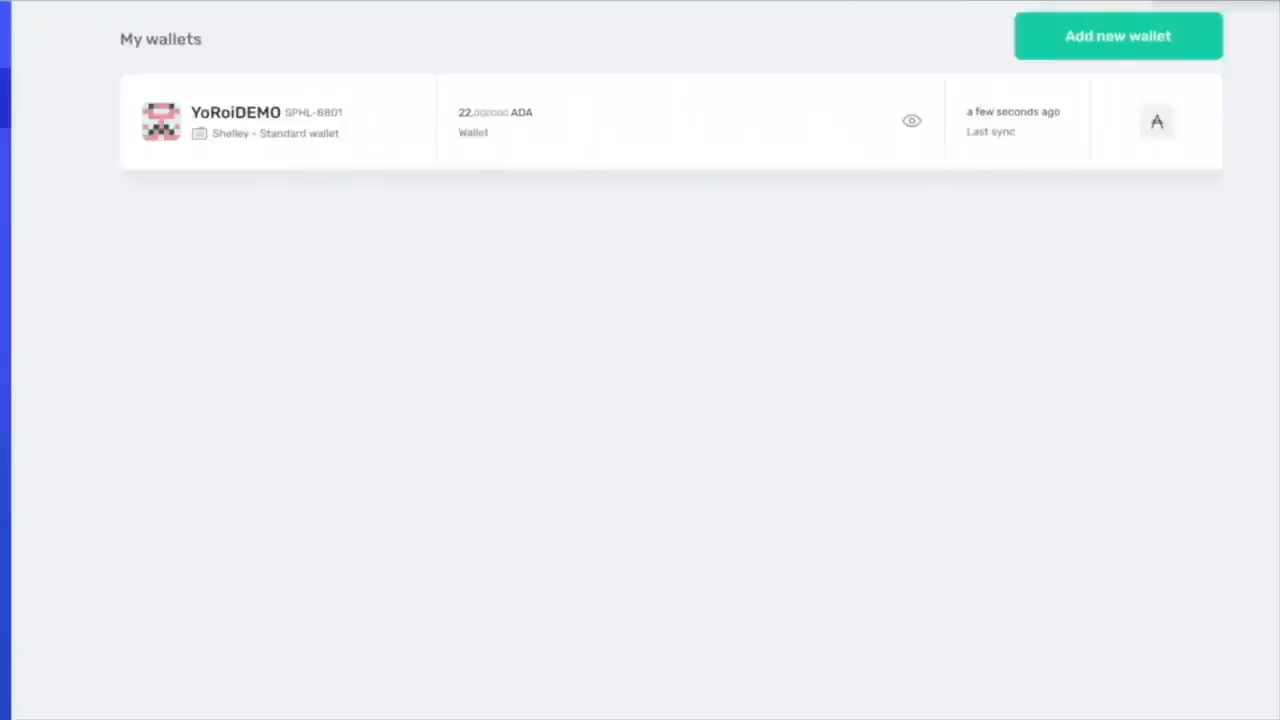 My wallets
Add new wallet
YoRoiDEMO SPHL-6801
Shelley - Standard wallet
22.000000 ADA
Wallet
a few seconds ago
Last sync